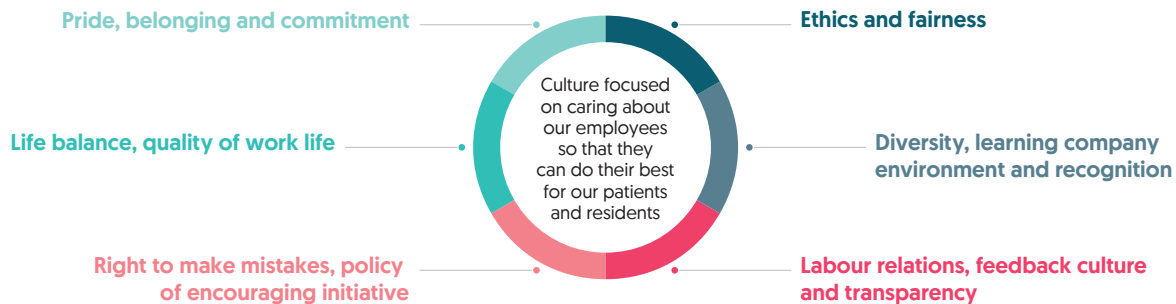 Pride, belonging and commitment
Ethics and fairness
Culture focused
on caring about
our employees
so that they
can do their best
for our patients
and residents
Life balance, quality of work life
Diversity, learning company
environment and recognition
Right to make mistakes, policy
of encouraging initiative
Labour relations, feedback culture
and transparency